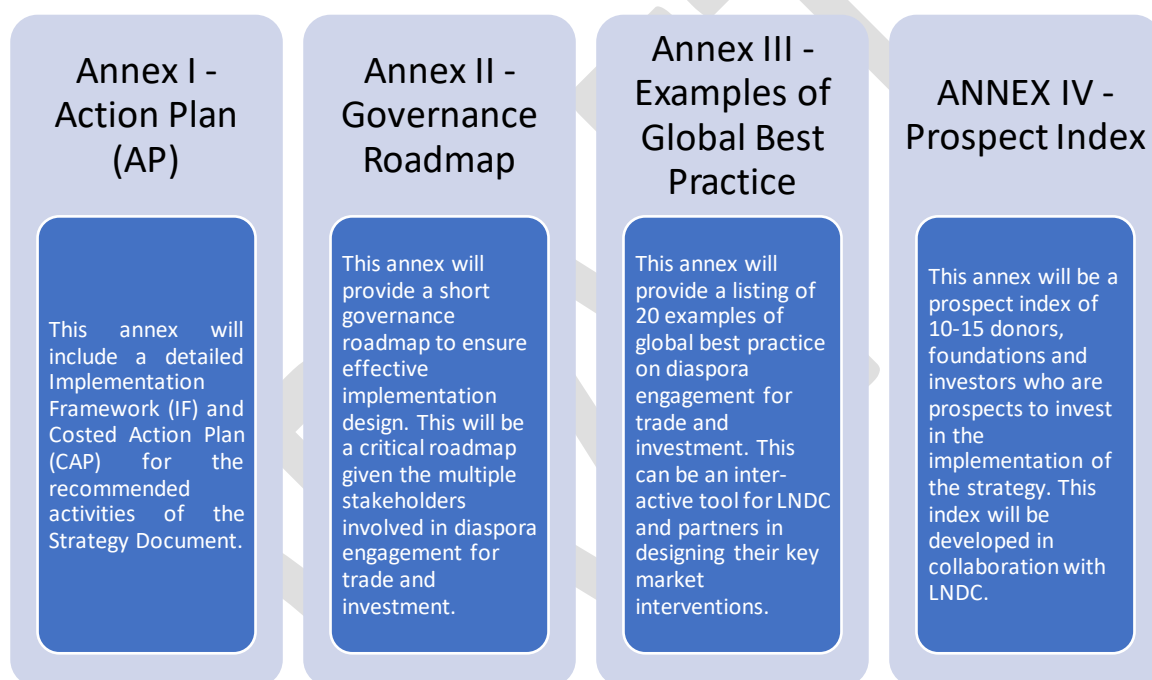 Annex I -
Action Plan
(AP)
This annex will
include a detailed
Implementation
Framework (IF) and
Costed Action Plan
(CAP) for the
recommended
activities of the
Strategy Document.
Annex II -
Governance
Roadmap
This annex will
provide a short
governance
roadmap to ensure
effective
implementation
design. This will be
a critical roadmap
given the multiple
stakeholders
involved in diaspora
engagement for
trade and
investment.
Annex III -
Examples of
Global Best
Practice
This annex will
provide a listing of
20 examples of
global best practice
on diaspora
engagement for
trade and
investment. This
can be an inter-
active tool for LNDC
and partners in
designing their key
market
interventions.
ANNEX IV -
Prospect Index
This annex will be a
prospect index of
10-15 donors,
foundations and
investors who are
prospects to invest
in the
implementation of
the strategy. This
index will be
developed in
collaboration with
LNDC.